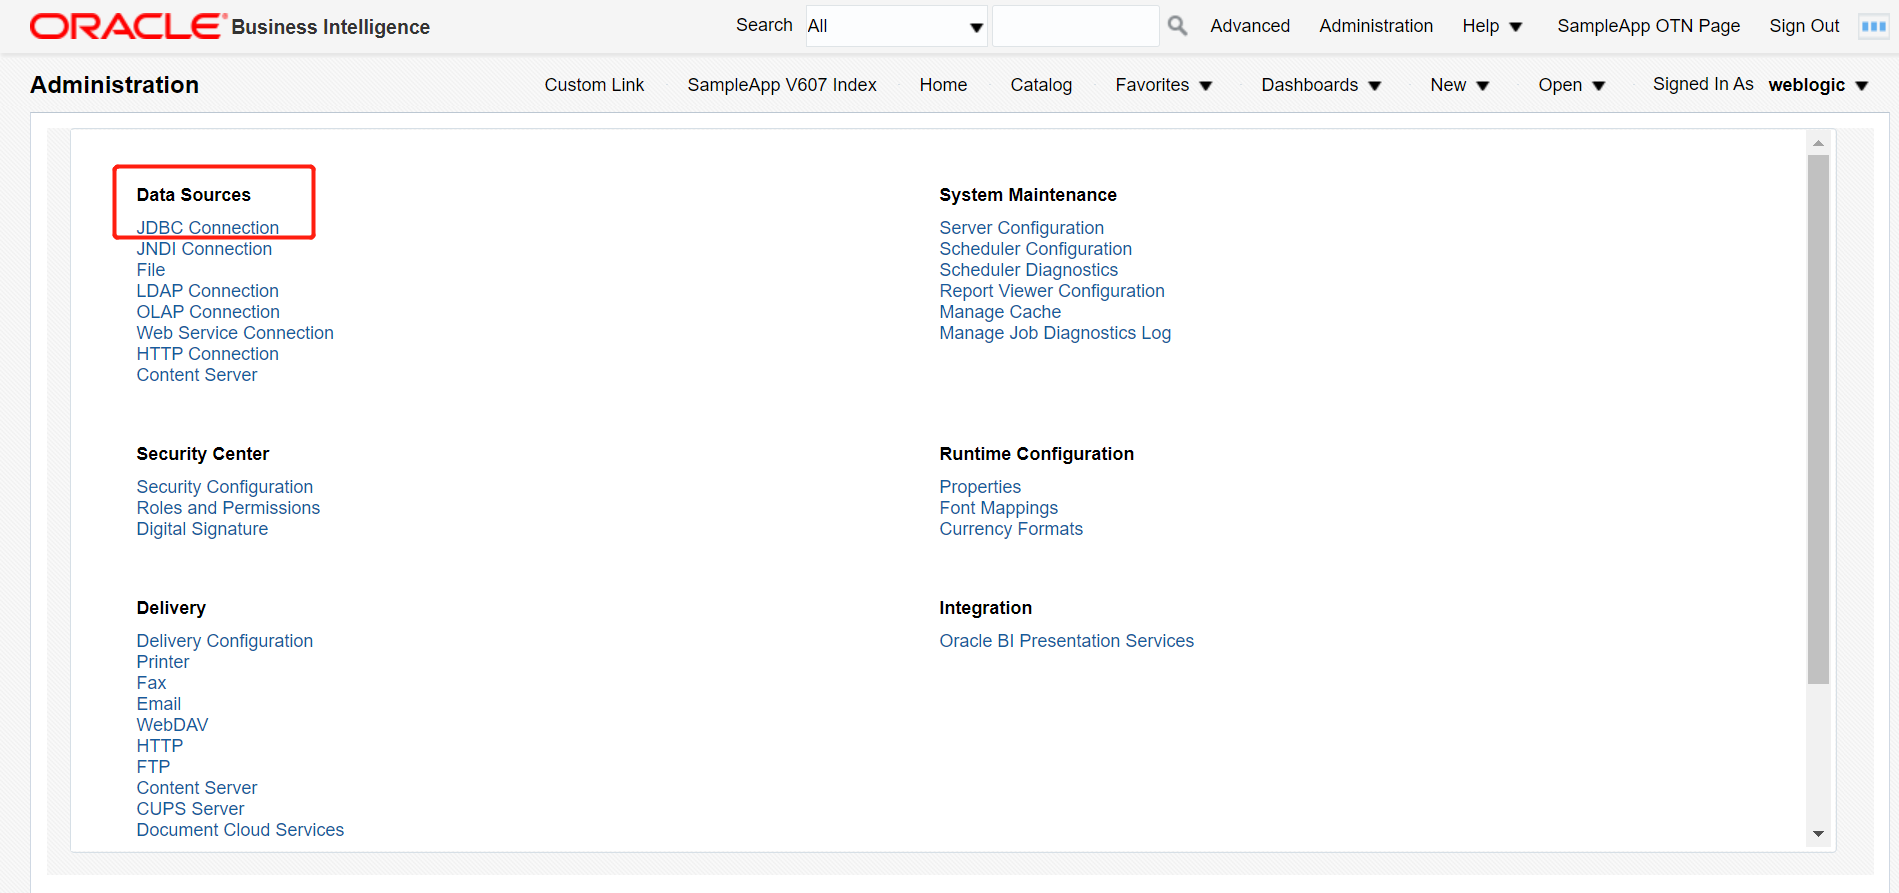 ORACLE Business Intelligence
Search All Advanced Administration Help SampleApp OTN Page Sign Out
Administration
Custom Link SampleApp V607 Index Home Catalog Favorites Dashboards New Open Signed In As weblogic
Data Sources
JDBC Connection
JNDI Connection
File
LDAP Connection
OLAP Connection
Web Service Connection
HTTP Connection
Content Server
System Maintenance
Server Configuration
Scheduler Configuration
Scheduler Diagnostics
Report Viewer Configuration
Manage Cache
Manage Job Diagnostics Log
Security Center
Security Configuration
Roles and Permissions
Digital Signature
Runtime Configuration
Properties
Font Mappings
Currency Formats
Delivery
Delivery Configuration
Printer
Fax
Email
WebDAV
HTTP
FTP
Content Server
CUPS Server
Document Cloud Services
Integration
Oracle BI Presentation Services